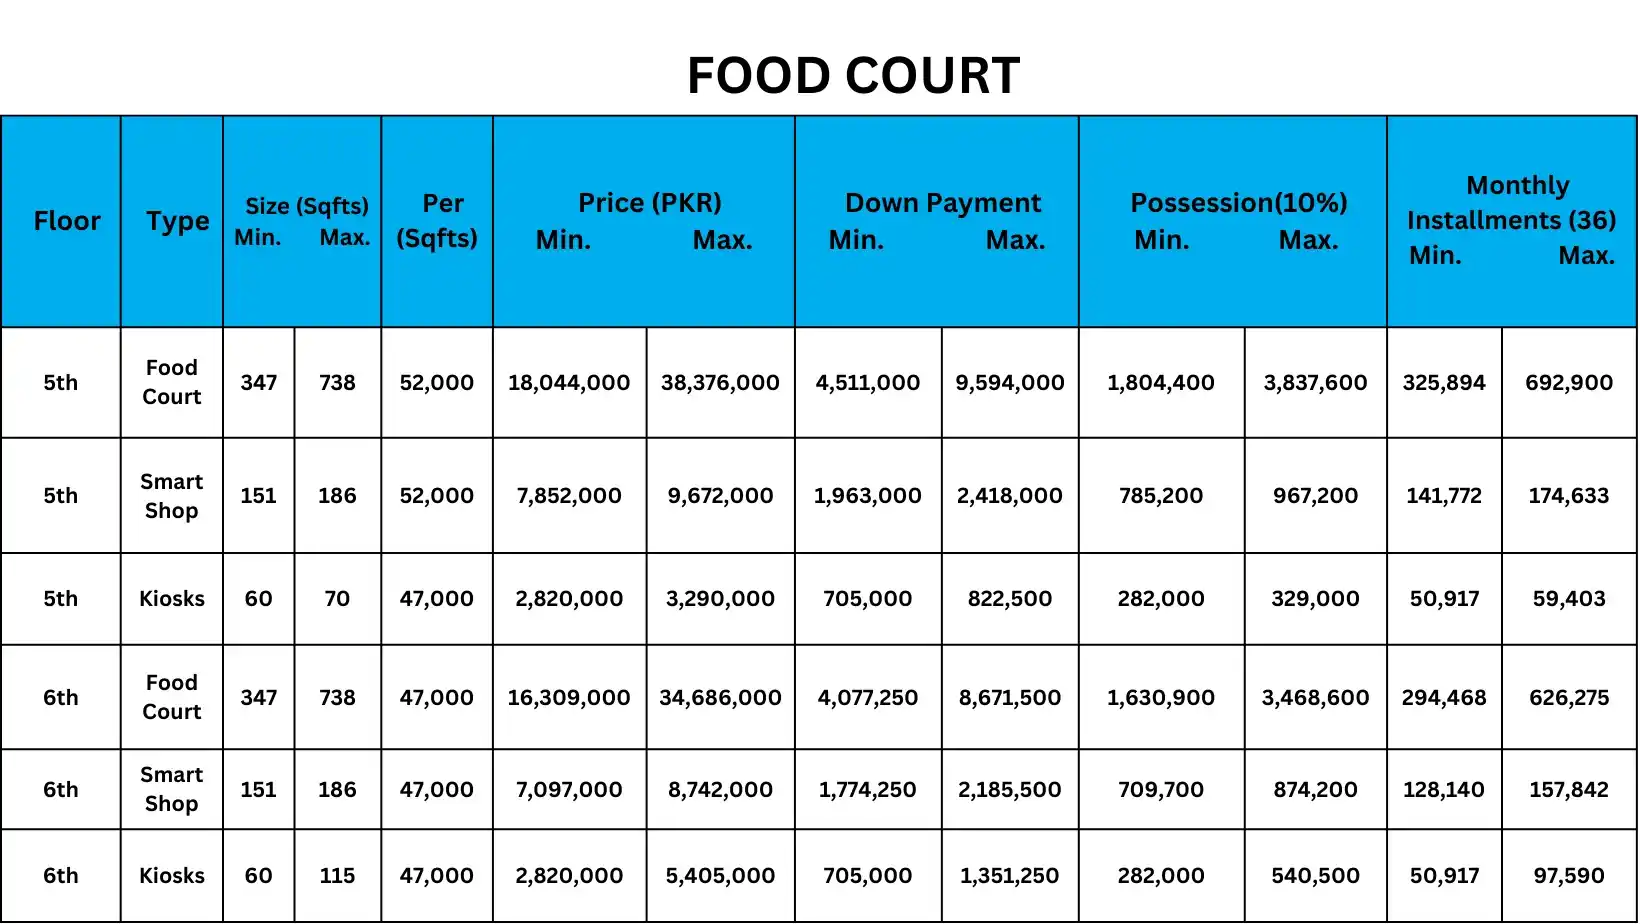 FOOD COURT
Floor Type Size (Sqfts) Min. Max. Per (Sqfts) Price (PKR) Min. Max. Down Payment Min. Max. Possession(10%) Min. Max. Monthly Installments (36) Min. Max.
5th Food Court 347 738 52,000 18,044,000 38,376,000 4,511,000 9,594,000 1,804,400 3,837,600 325,894 692,900
5th Smart Shop 151 186 52,000 7,852,000 9,672,000 1,963,000 2,418,000 785,200 967,200 141,772 174,633
5th Kiosks 60 70 47,000 2,820,000 3,290,000 705,000 822,500 282,000 329,000 50,917 59,403
6th Food Court 347 738 47,000 16,309,000 34,686,000 4,077,250 8,671,500 1,630,900 3,468,600 294,468 626,275
6th Smart Shop 151 186 47,000 7,097,000 8,742,000 1,774,250 2,185,500 709,700 874,200 128,140 157,842
6th Kiosks 60 115 47,000 2,820,000 5,405,000 705,000 1,351,250 282,000 540,500 50,917 97,590